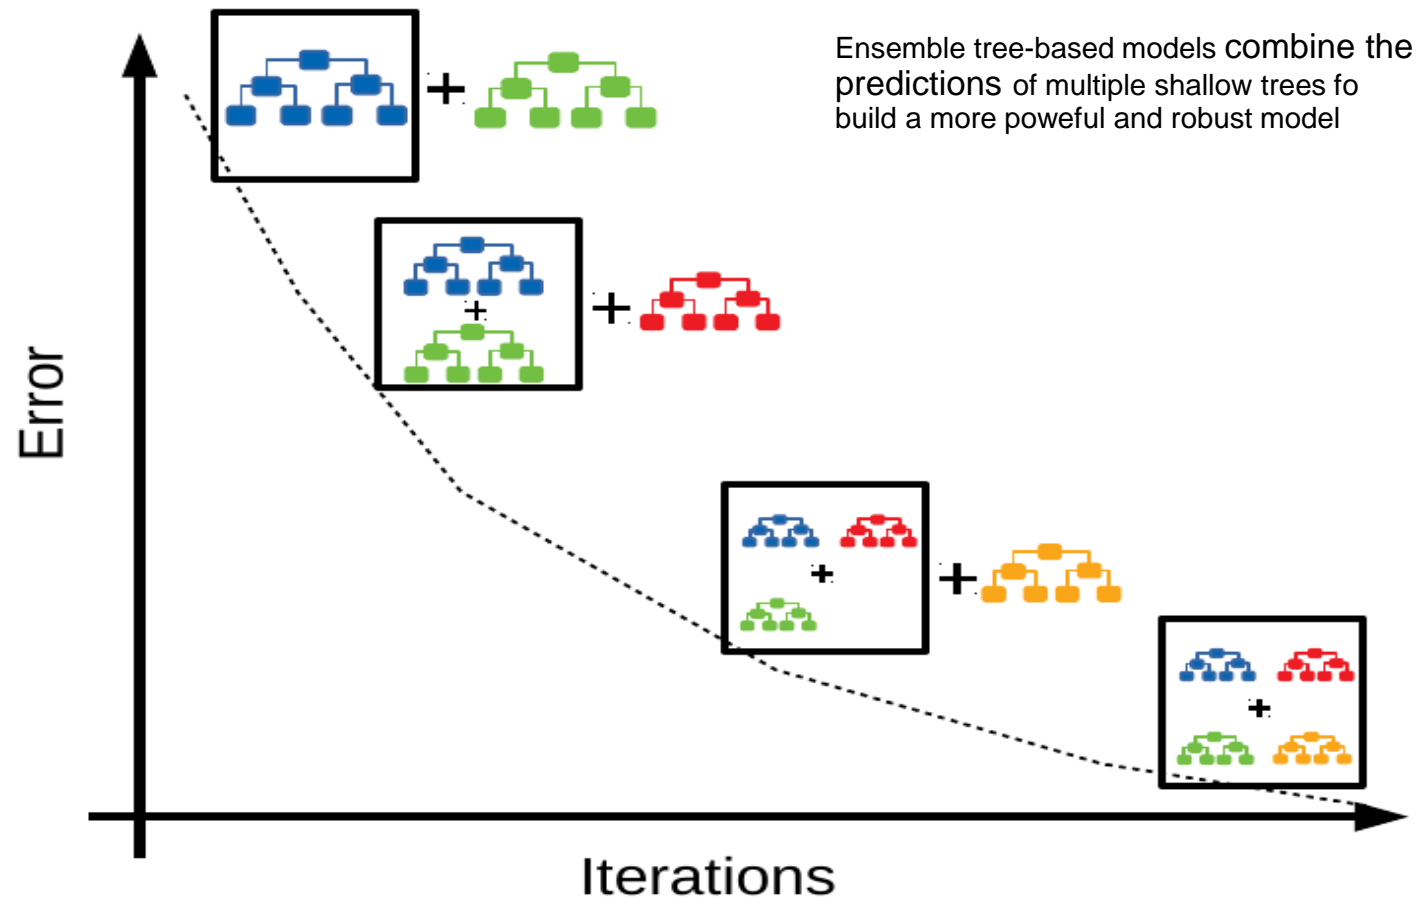 Ensemble tree-based models combine the
predictions of multiple shallow trees fo
build a more poweful and robust model
Error
Iterations